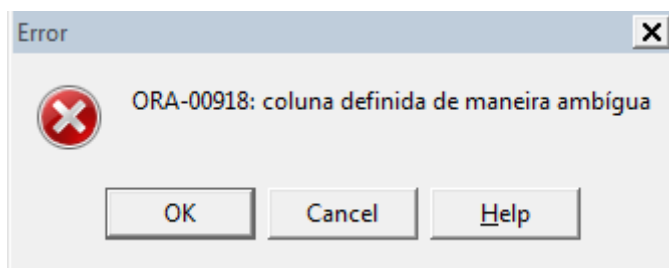 Error
ORA-00918: coluna definida de maneira ambígua
OK Cancel Help